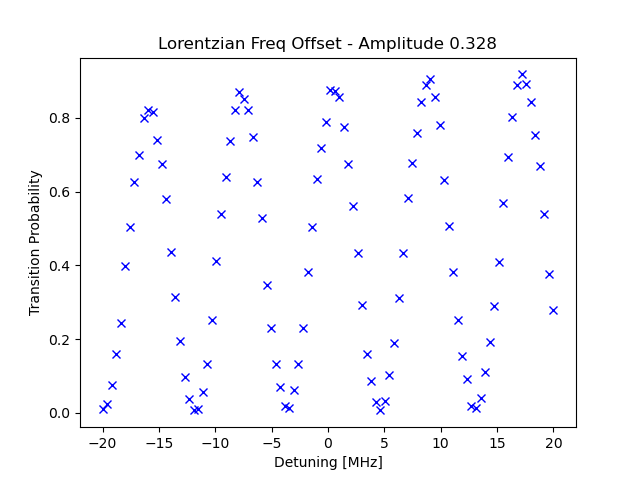 Lorentzian Freq Offset - Amplitude 0.328
Transition Probability
0.8
0.6
0.4
0.2
0.0
−20 −15 −10 −5 0 5 10 15 20
Detuning [MHz]